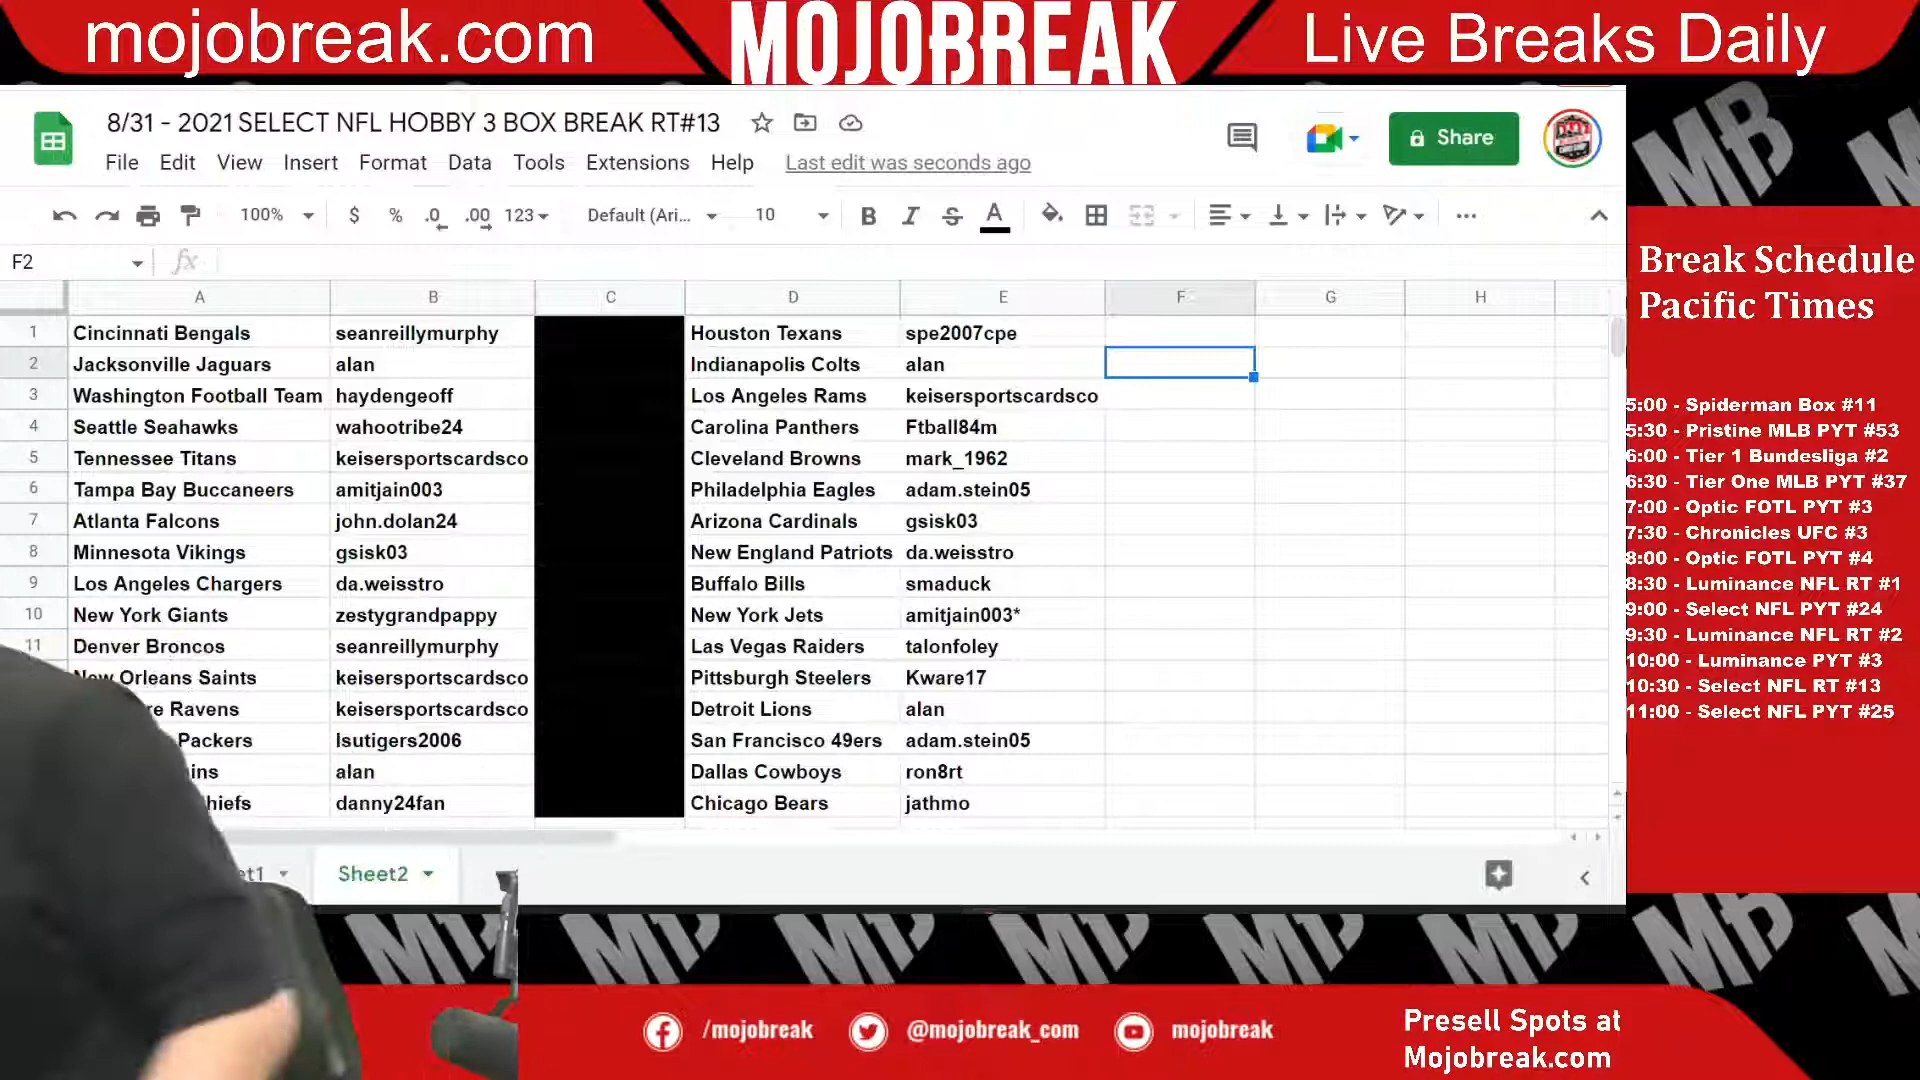 mojobreak.com
MOJOBREAK
Live Breaks Daily
8/31 - 2021 SELECT NFL HOBBY 3 BOX BREAK RT#13
Share
File Edit View Insert Format Data Tools Extensions Help Last edit was seconds ago
100% $ % .0 .00 123 Default (Ari... 10 B I S A
F2 fx
A B C D E F G H
1 Cincinnati Bengals seanreillymurphy Houston Texans spe2007cpe
2 Jacksonville Jaguars alan Indianapolis Colts alan
3 Washington Football Team haydengeoff Los Angeles Rams keisersportscardsco
4 Seattle Seahawks wahootribe24 Carolina Panthers Ftball84m
5 Tennessee Titans keisersportscardsco Cleveland Browns mark_1962
6 Tampa Bay Buccaneers amitjain003 Philadelphia Eagles adam.stein05
7 Atlanta Falcons john.dolan24 Arizona Cardinals gsisk03
8 Minnesota Vikings gsisk03 New England Patriots da.weisstro
9 Los Angeles Chargers da.weisstro Buffalo Bills smaduck
10 New York Giants zestygrandpappy New York Jets amitjain003*
11 Denver Broncos seanreillymurphy Las Vegas Raiders talonfoley
New Orleans Saints keisersportscardsco Pittsburgh Steelers Kware17
re Ravens keisersportscardsco Detroit Lions alan
Packers lsutigers2006 San Francisco 49ers adam.stein05
ins alan Dallas Cowboys ron8rt
hiefs danny24fan Chicago Bears jathmo
et1 Sheet2
Break Schedule
Pacific Times
5:00 - Spiderman Box #11
5:30 - Pristine MLB PYT #53
6:00 - Tier 1 Bundesliga #2
6:30 - Tier One MLB PYT #37
7:00 - Optic FOTL PYT #3
7:30 - Chronicles UFC #3
8:00 - Optic FOTL PYT #4
8:30 - Luminance NFL RT #1
9:00 - Select NFL PYT #24
9:30 - Luminance NFL RT #2
10:00 - Luminance PYT #3
10:30 - Select NFL RT #13
11:00 - Select NFL PYT #25
/mojobreak @mojobreak_com mojobreak
Presell Spots at
Mojobreak.com